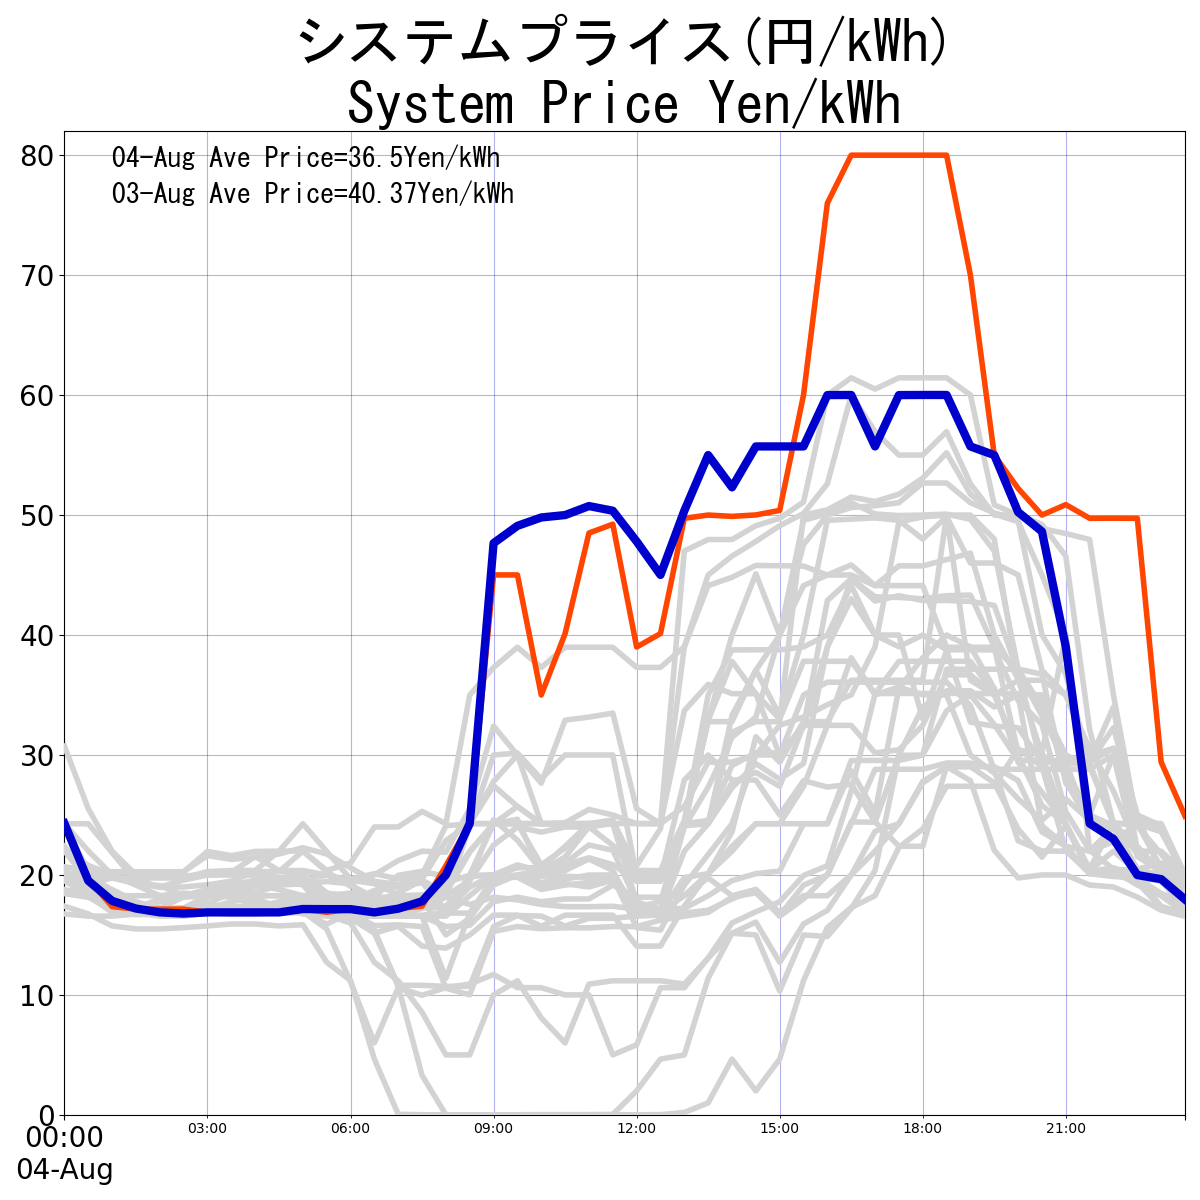 システムプライス(円/kWh)
System Price Yen/kWh
04-Aug Ave Price=36.5Yen/kWh
03-Aug Ave Price=40.37Yen/kWh
80
70
60
50
40
30
20
10
0
00:00 03:00 06:00 09:00 12:00 15:00 18:00 21:00
04-Aug